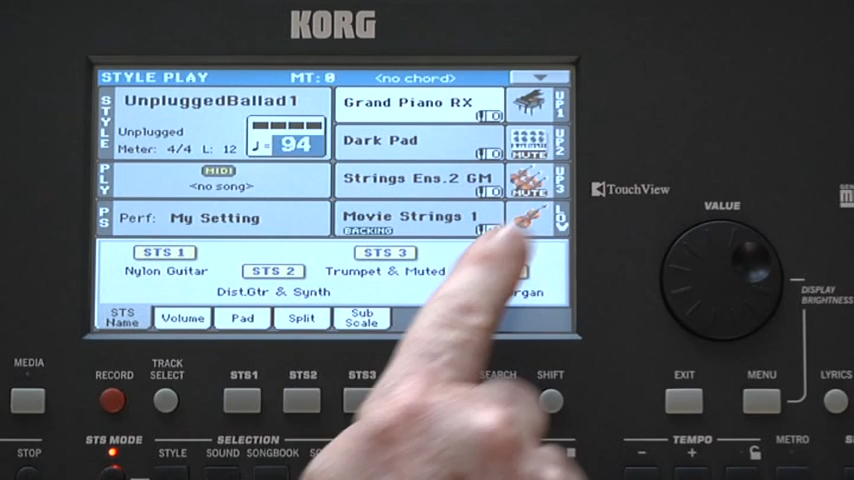 KORG
STYLE PLAY MT:0 <no chord>
STYLE
UnpluggedBallad1
Unplugged
Meter: 4/4 L: 12
♩= 94
PLY
MIDI
<no song>
PS
Perf: My Setting
Grand Piano RX
UP1
Dark Pad
MUTE
UP2
Strings Ens.2 GM
MUTE
UP3
Movie Strings 1
BACKING
LOW
STS 1
STS 3
Nylon Guitar
STS 2
Trumpet & Muted
Dist.Gtr & Synth
STS Name
Volume
Pad
Split
Sub Scale
TouchView
VALUE
DISPLAY
BRIGHTNESS
MEDIA
RECORD
TRACK
SELECT
STS1
STS2
STS3
SEARCH
SHIFT
EXIT
MENU
LYRICS
STOP
STS MODE
SELECTION
STYLE
SOUND
SONGBOOK
TEMPO
METRO